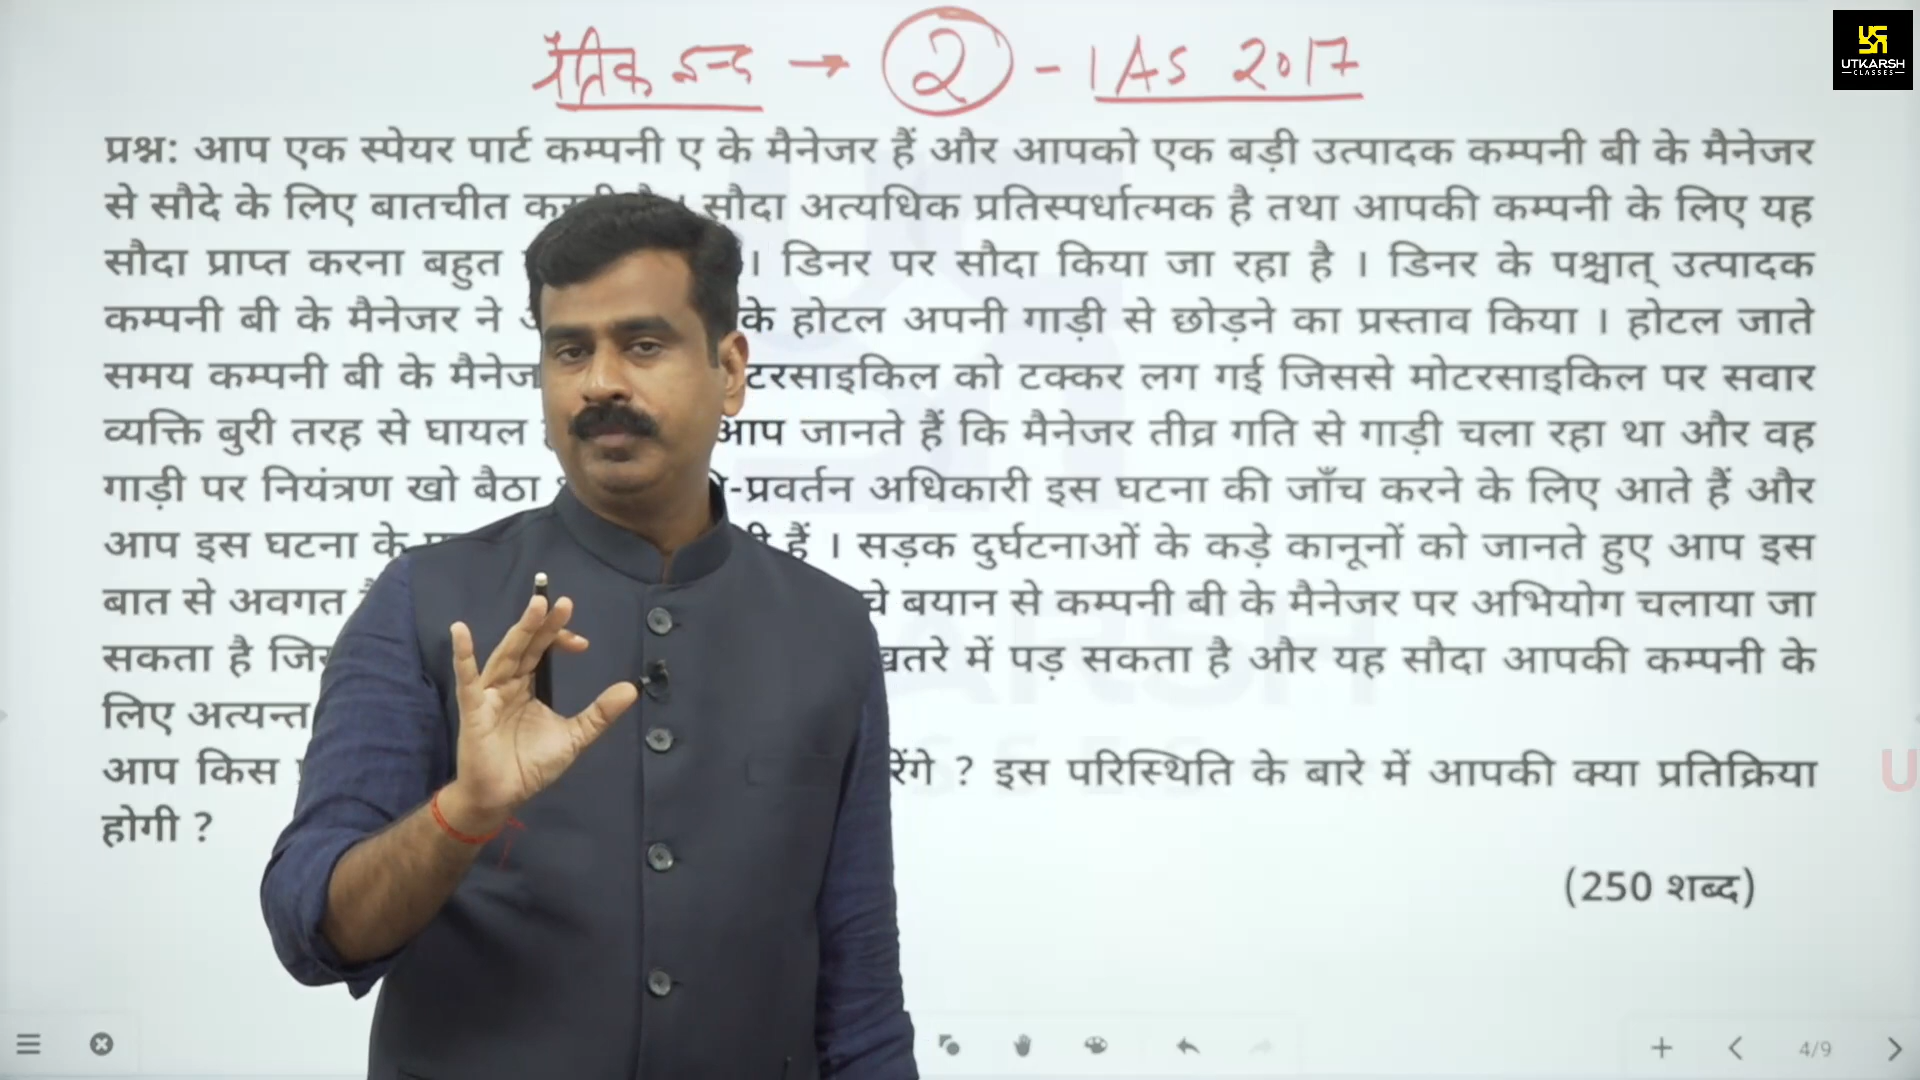 नैतिक द्वन्द → 2 - IAS 2017
UTKARSH
CLASSES
प्रश्न: आप एक स्पेयर पार्ट कम्पनी ए के मैनेजर हैं और आपको एक बड़ी उत्पादक कम्पनी बी के मैनेजर
से सौदे के लिए बातचीत सौदा अत्यधिक प्रतिस्पर्धात्मक है तथा आपकी कम्पनी के लिए यह
सौदा प्राप्त करना बहुत । डिनर पर सौदा किया जा रहा है । डिनर के पश्चात् उत्पादक
कम्पनी बी के मैनेजर ने के होटल अपनी गाड़ी से छोड़ने का प्रस्ताव किया । होटल जाते
समय कम्पनी बी के टरसाइकिल को टक्कर लग गई जिससे मोटरसाइकिल पर सवार
व्यक्ति बुरी तरह से घायल आप जानते हैं कि मैनेजर तीव्र गति से गाड़ी चला रहा था और वह
गाड़ी पर नियंत्रण खो बैठा -प्रवर्तन अधिकारी इस घटना की जाँच करने के लिए आते हैं और
आप इस घटना के हैं । सड़क दुर्घटनाओं के कड़े कानूनों को जानते हुए आप इस
बात से अवगत चे बयान से कम्पनी बी के मैनेजर पर अभियोग चलाया जा
सकता है खतरे में पड़ सकता है और यह सौदा आपकी कम्पनी के
लिए अत्यन्त
आप किस रेंगे ? इस परिस्थिति के बारे में आपकी क्या प्रतिक्रिया
होगी ?
(250 शब्द)
4/9